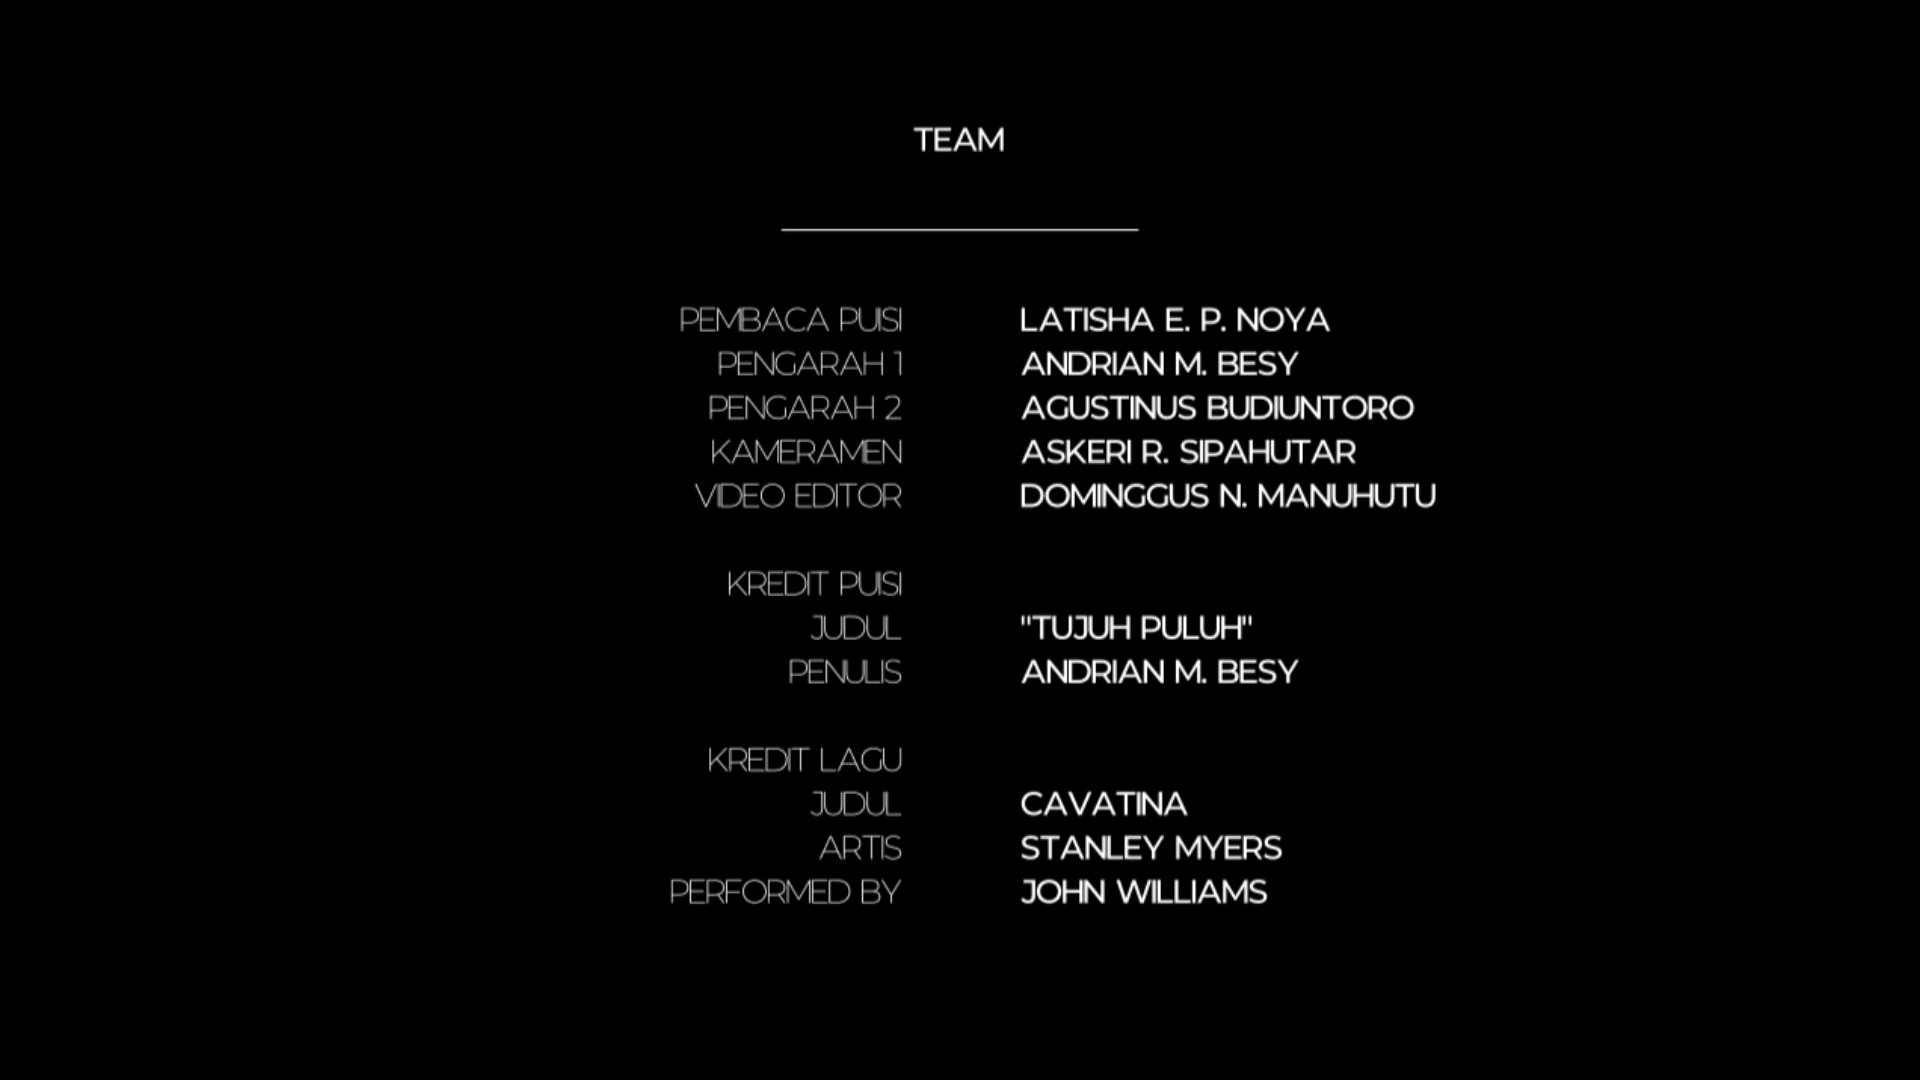 TEAM
PEMBACA PUISI LATISHA E. P. NOYA
PENGARAH 1 ANDRIAN M. BESY
PENGARAH 2 AGUSTINUS BUDIUNTORO
KAMERAMEN ASKERI R. SIPAHUTAR
VIDEO EDITOR DOMINGGUS N. MANUHUTU
KREDIT PUISI
JUDUL "TUJUH PULUH"
PENULIS ANDRIAN M. BESY
KREDIT LAGU
JUDUL CAVATINA
ARTIS STANLEY MYERS
PERFORMED BY JOHN WILLIAMS